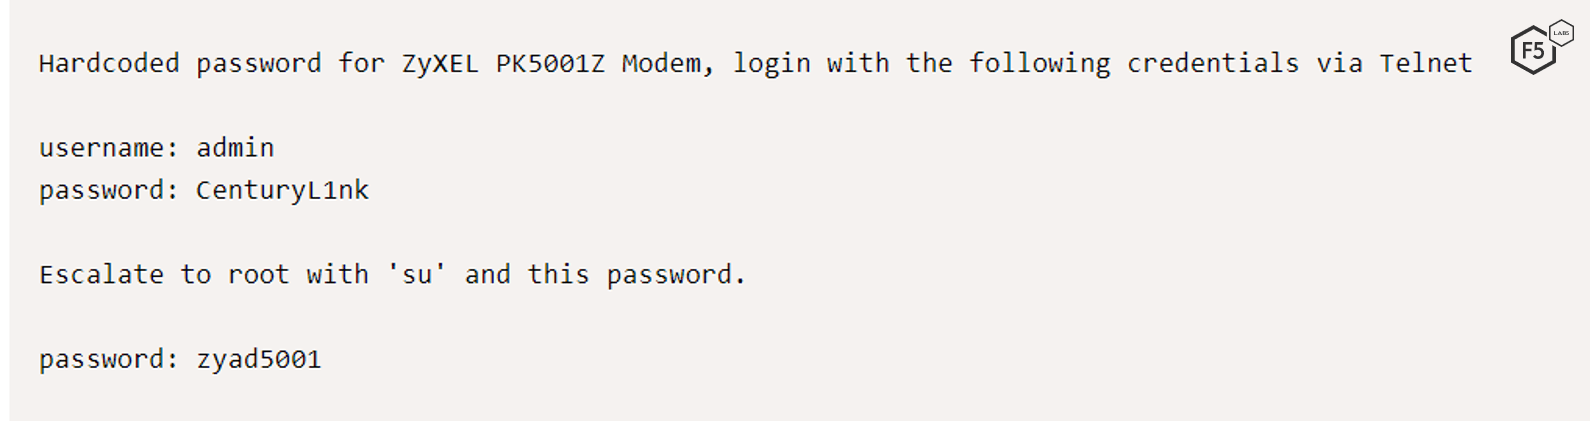 Hardcoded password for ZyXEL PK5001Z Modem, login with the following credentials via Telnet
F5
LABS
username: admin
password: CenturyL1nk
Escalate to root with 'su' and this password.
password: zyad5001